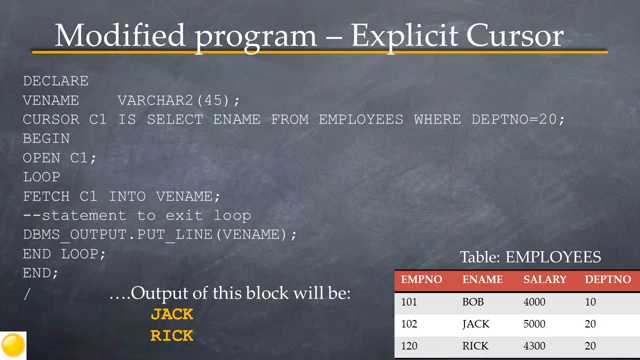 Modified program – Explicit Cursor
DECLARE
VENAME VARCHAR2(45);
CURSOR C1 IS SELECT ENAME FROM EMPLOYEES WHERE DEPTNO=20;
BEGIN
OPEN C1;
LOOP
FETCH C1 INTO VENAME;
--statement to exit loop
DBMS_OUTPUT.PUT_LINE(VENAME);
END LOOP;
END;
/ ….Output of this block will be:
JACK
RICK
Table: EMPLOYEES
EMPNO ENAME SALARY DEPTNO
101 BOB 4000 10
102 JACK 5000 20
120 RICK 4300 20